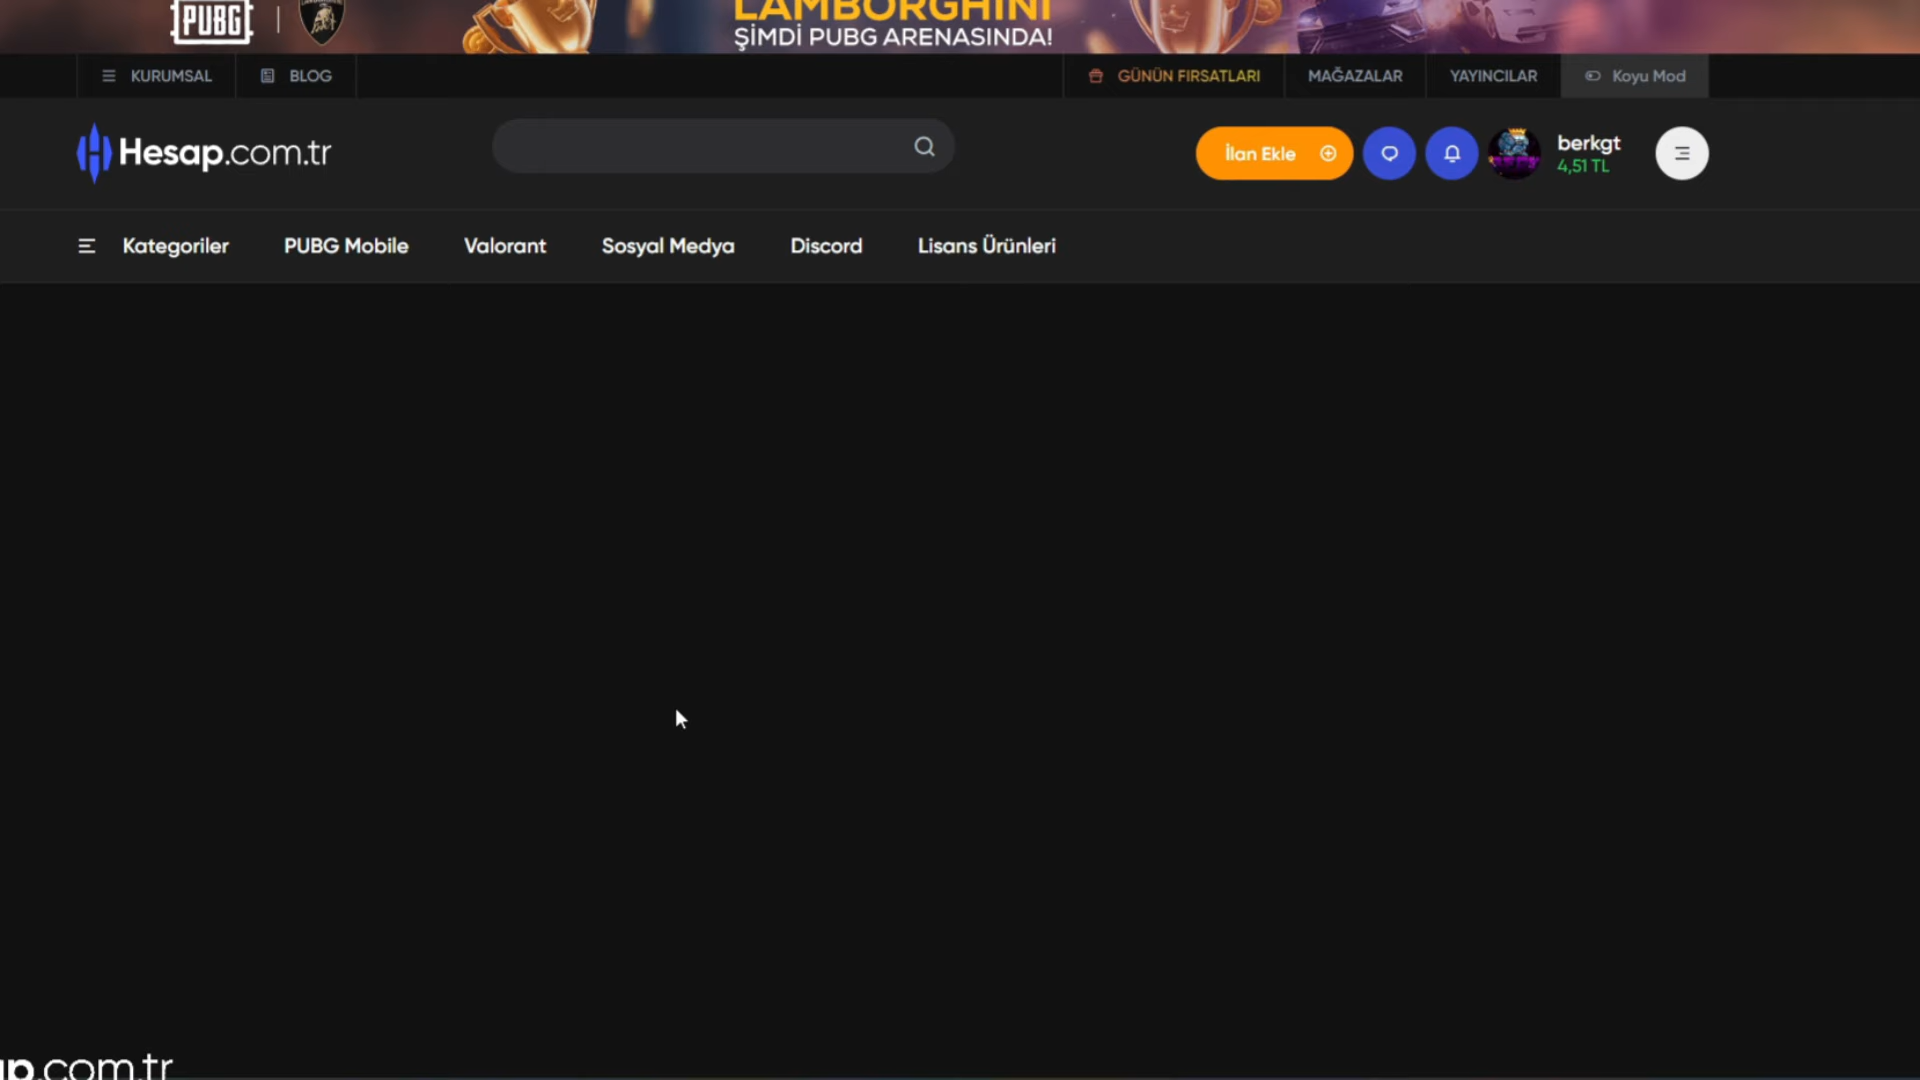 PUBG
LAMBORGHINI
ŞİMDİ PUBG ARENASINDA!
KURUMSAL
BLOG
GÜNÜN FIRSATLARI
MAĞAZALAR
YAYINCILAR
Koyu Mod
Hesap.com.tr
İlan Ekle
berkgt
4,51 TL
Kategoriler
PUBG Mobile
Valorant
Sosyal Medya
Discord
Lisans Ürünleri
ap.com.tr